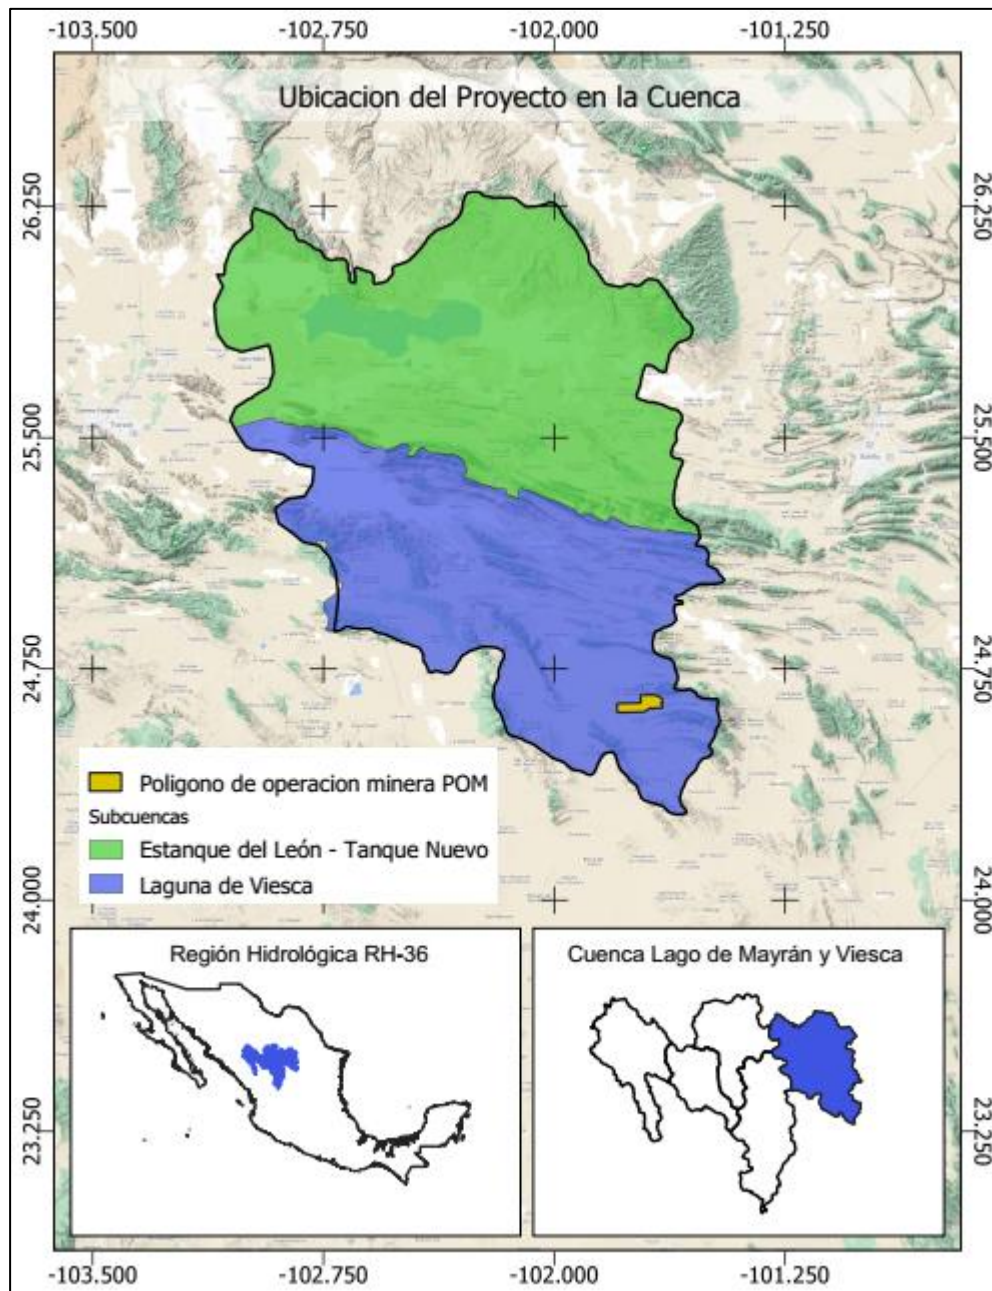 -103.500 -102.750 -102.000 -101.250
Ubicacion del Proyecto en la Cuenca
26.250 26.250
25.500 25.500
24.750 24.750
Poligono de operacion minera POM
Subcuencas
Estanque del León - Tanque Nuevo
Laguna de Viesca
24.000 24.000
Región Hidrológica RH-36
Cuenca Lago de Mayrán y Viesca
23.250 23.250
-103.500 -102.750 -102.000 -101.250